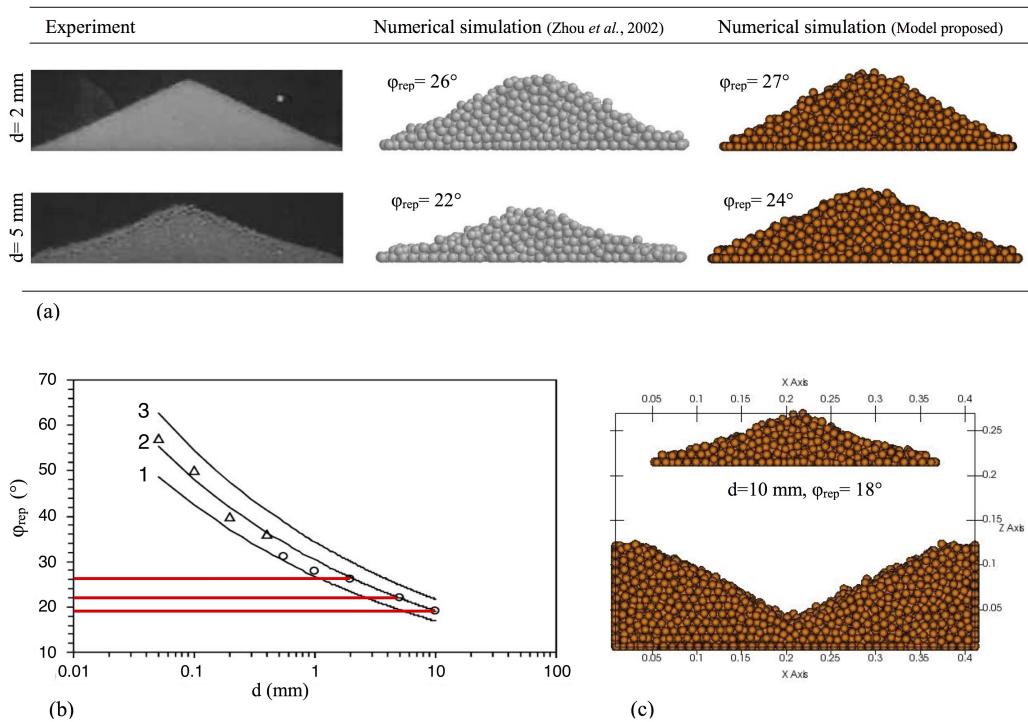 Experiment
Numerical simulation (Zhou et al., 2002)
Numerical simulation (Model proposed)
d= 2 mm
φrep= 26°
φrep= 27°
d= 5 mm
φrep= 22°
φrep= 24°
(a)
70
60
50
40
30
20
10
φrep (°)
3
2
1
0.01
0.1
1
10
100
d (mm)
(b)
X Axis
0.05 0.1 0.15 0.2 0.25 0.3 0.35 0.4
0.25
0.2
0.15
Z Axis
0.1
0.05
d=10 mm, φrep= 18°
0.05 0.1 0.15 0.2 0.25 0.3 0.35 0.4
X Axis
(c)